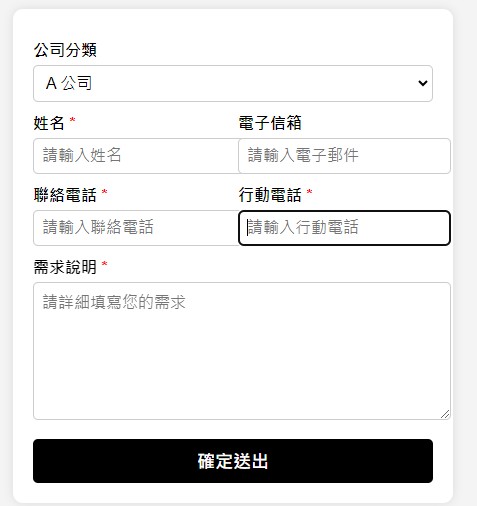 公司分類
A 公司
姓名 * 電子信箱
請輸入姓名 請輸入電子郵件
聯絡電話 * 行動電話 *
請輸入聯絡電話 請輸入行動電話
需求說明 *
請詳細填寫您的需求
確定送出